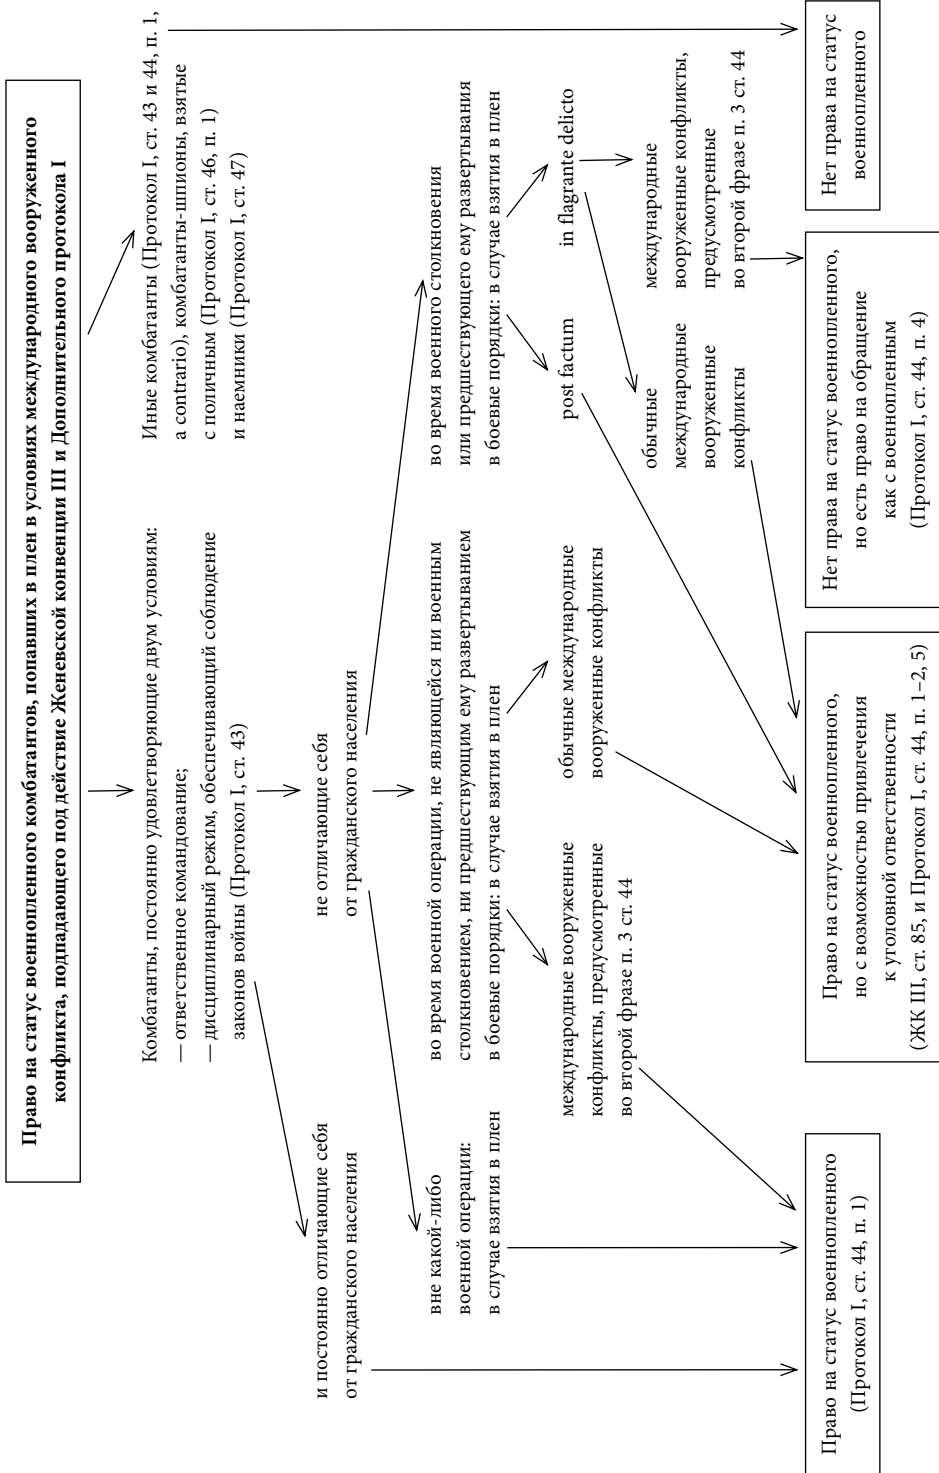 Право на статус военнопленного комбатантов, попавших в плен в условиях международного вооруженного
конфликта, подпадающего под действие Женевской конвенции III и Дополнительного протокола I
Комбатанты, постоянно удовлетворяющие двум условиям:
— ответственное командование;
— дисциплинарный режим, обеспечивающий соблюдение
законов войны (Протокол I, ст. 43)
Иные комбатанты (Протокол I, ст. 43 и 44, п. 1,
a contrario), комбатанты-шпионы, взятые
с поличным (Протокол I, ст. 46, п. 1)
и наемники (Протокол I, ст. 47)
и постоянно отличающие себя
от гражданского населения
не отличающие себя
от гражданского населения
вне какой-либо
военной операции:
в случае взятия в плен
во время военной операции, не являющейся ни военным
столкновением, ни предшествующим ему развертыванием
в боевые порядки: в случае взятия в плен
во время военного столкновения
или предшествующего ему развертывания
в боевые порядки: в случае взятия в плен
международные вооруженные
конфликты, предусмотренные
во второй фразе п. 3 ст. 44
обычные международные
вооруженные конфликты
post factum
in flagrante delicto
обычные
международные
вооруженные
конфликты
международные
вооруженные конфликты,
предусмотренные
во второй фразе п. 3 ст. 44
Право на статус военнопленного
(Протокол I, ст. 44, п. 1)
Право на статус военнопленного,
но с возможностью привлечения
к уголовной ответственности
(ЖК III, ст. 85, и Протокол I, ст. 44, п. 1–2, 5)
Нет права на статус военнопленного,
но есть право на обращение
как с военнопленным
(Протокол I, ст. 44, п. 4)
Нет права на статус
военнопленного